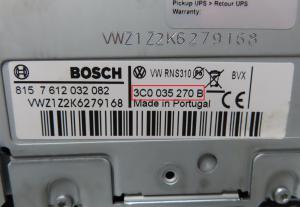 Pickup UPS > Retour UPS
Warranty:
VWZ1Z2K6279168
BOSCH
VW RNS310
BVX
815 7 612 032 082
3C0 035 270 B
VWZ1Z2K6279168
Made in Portugal